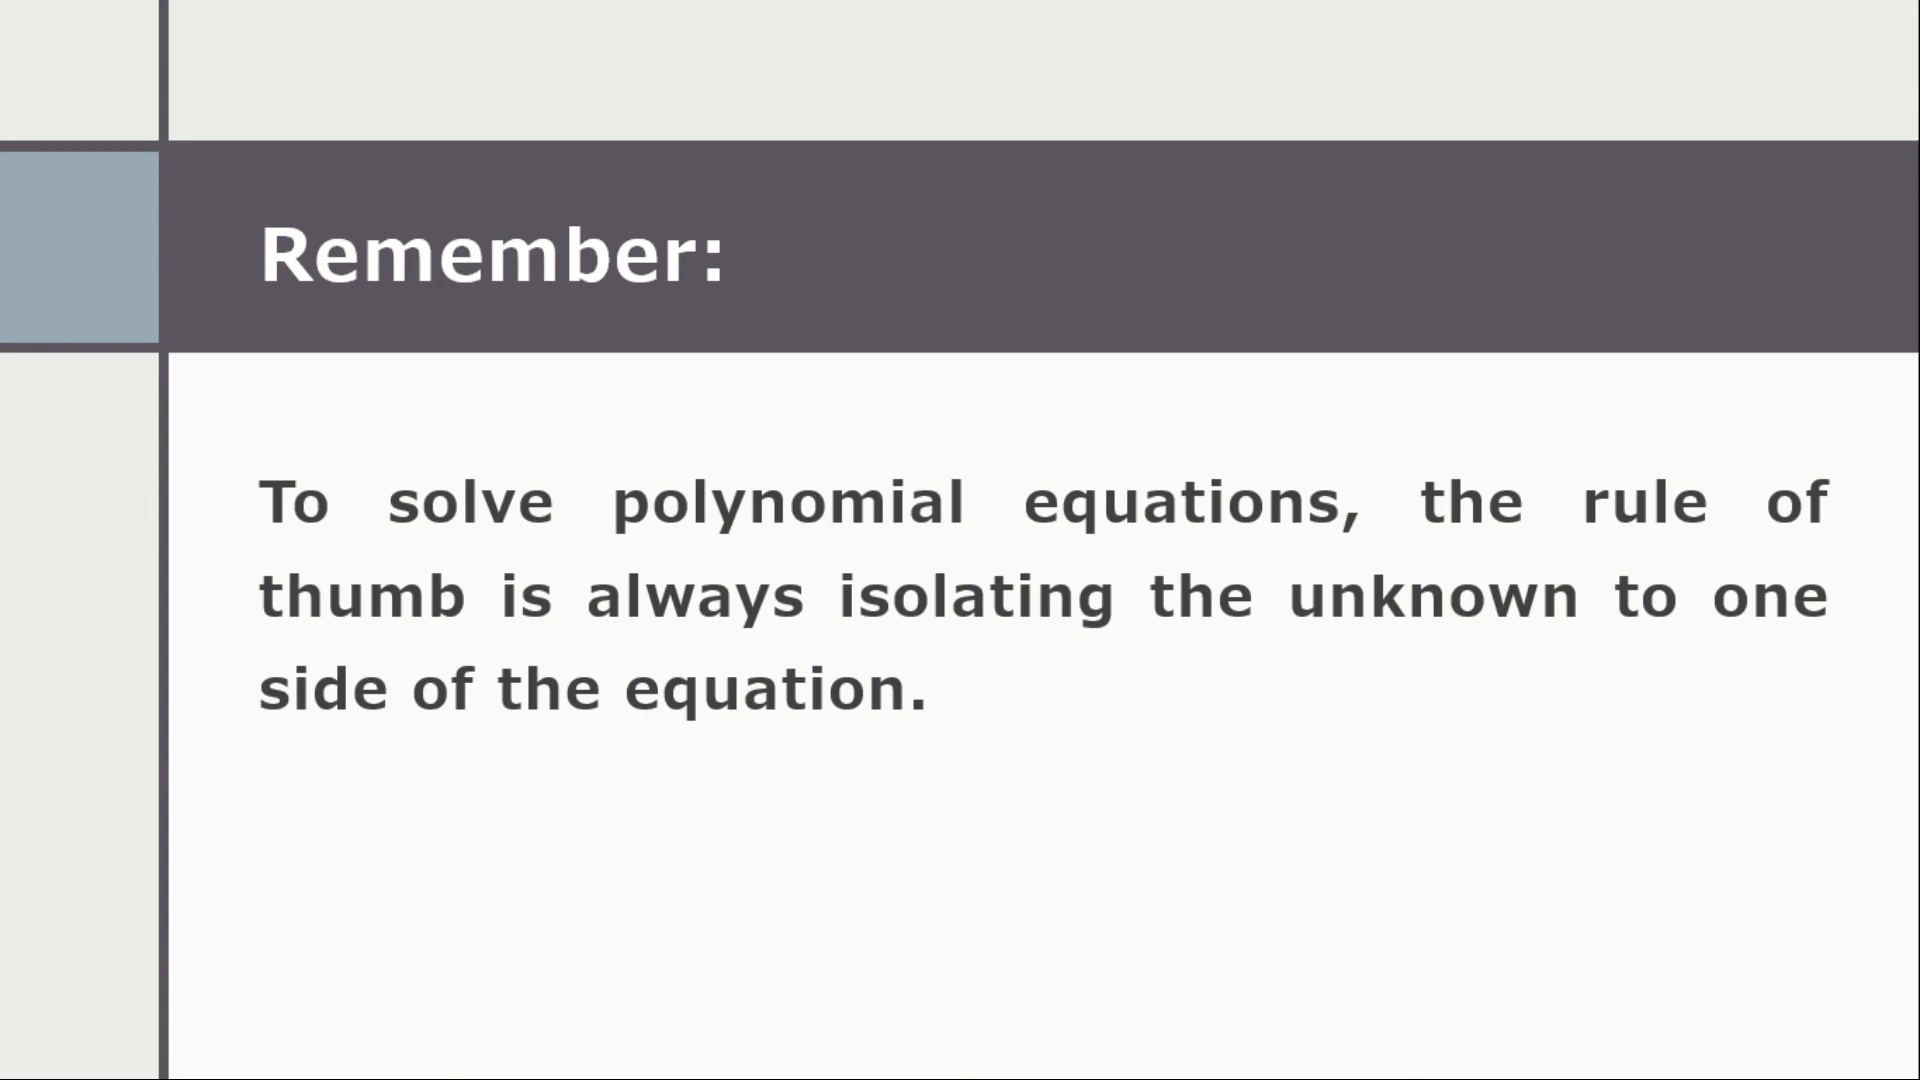 Remember:
To solve polynomial equations, the rule of
thumb is always isolating the unknown to one
side of the equation.